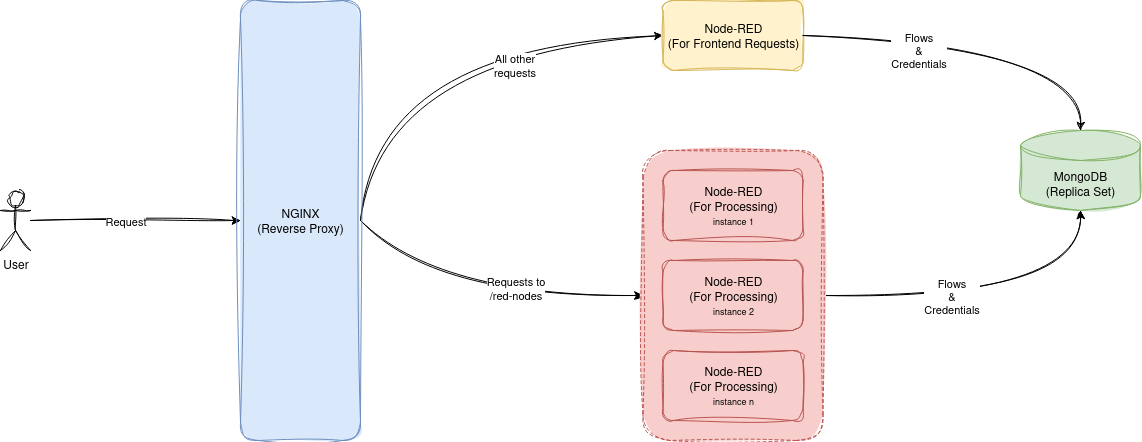 User
Request
NGINX
(Reverse Proxy)
All other
requests
Requests to
/red-nodes
Node-RED
(For Frontend Requests)
Node-RED
(For Processing)
instance 1
Node-RED
(For Processing)
instance 2
Node-RED
(For Processing)
instance n
Flows
&
Credentials
Flows
&
Credentials
MongoDB
(Replica Set)